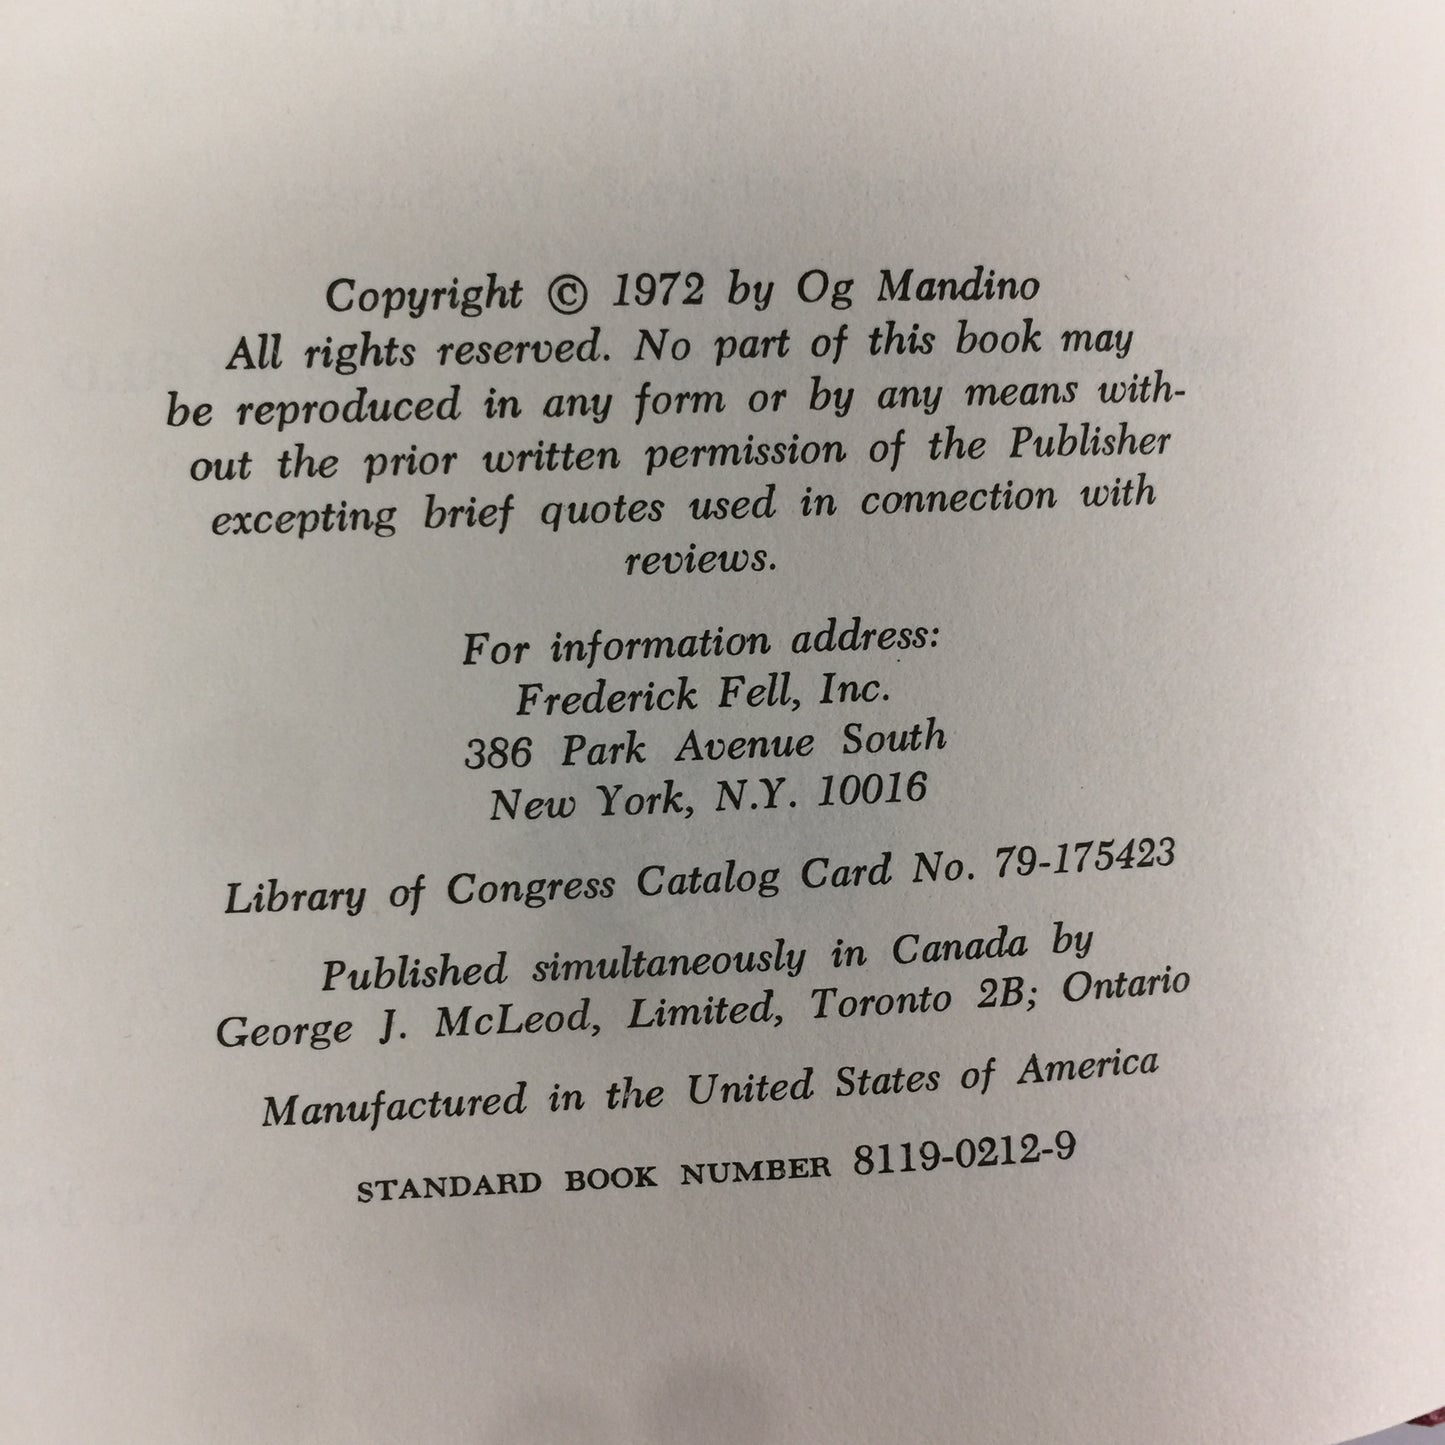 Copyright © 1972 by Og Mandino
All rights reserved. No part of this book may
be reproduced in any form or by any means with-
out the prior written permission of the Publisher
excepting brief quotes used in connection with
reviews.
For information address:
Frederick Fell, Inc.
386 Park Avenue South
New York, N.Y. 10016
Library of Congress Catalog Card No. 79-175423
Published simultaneously in Canada by
George J. McLeod, Limited, Toronto 2B; Ontario
Manufactured in the United States of America
STANDARD BOOK NUMBER 8119-0212-9